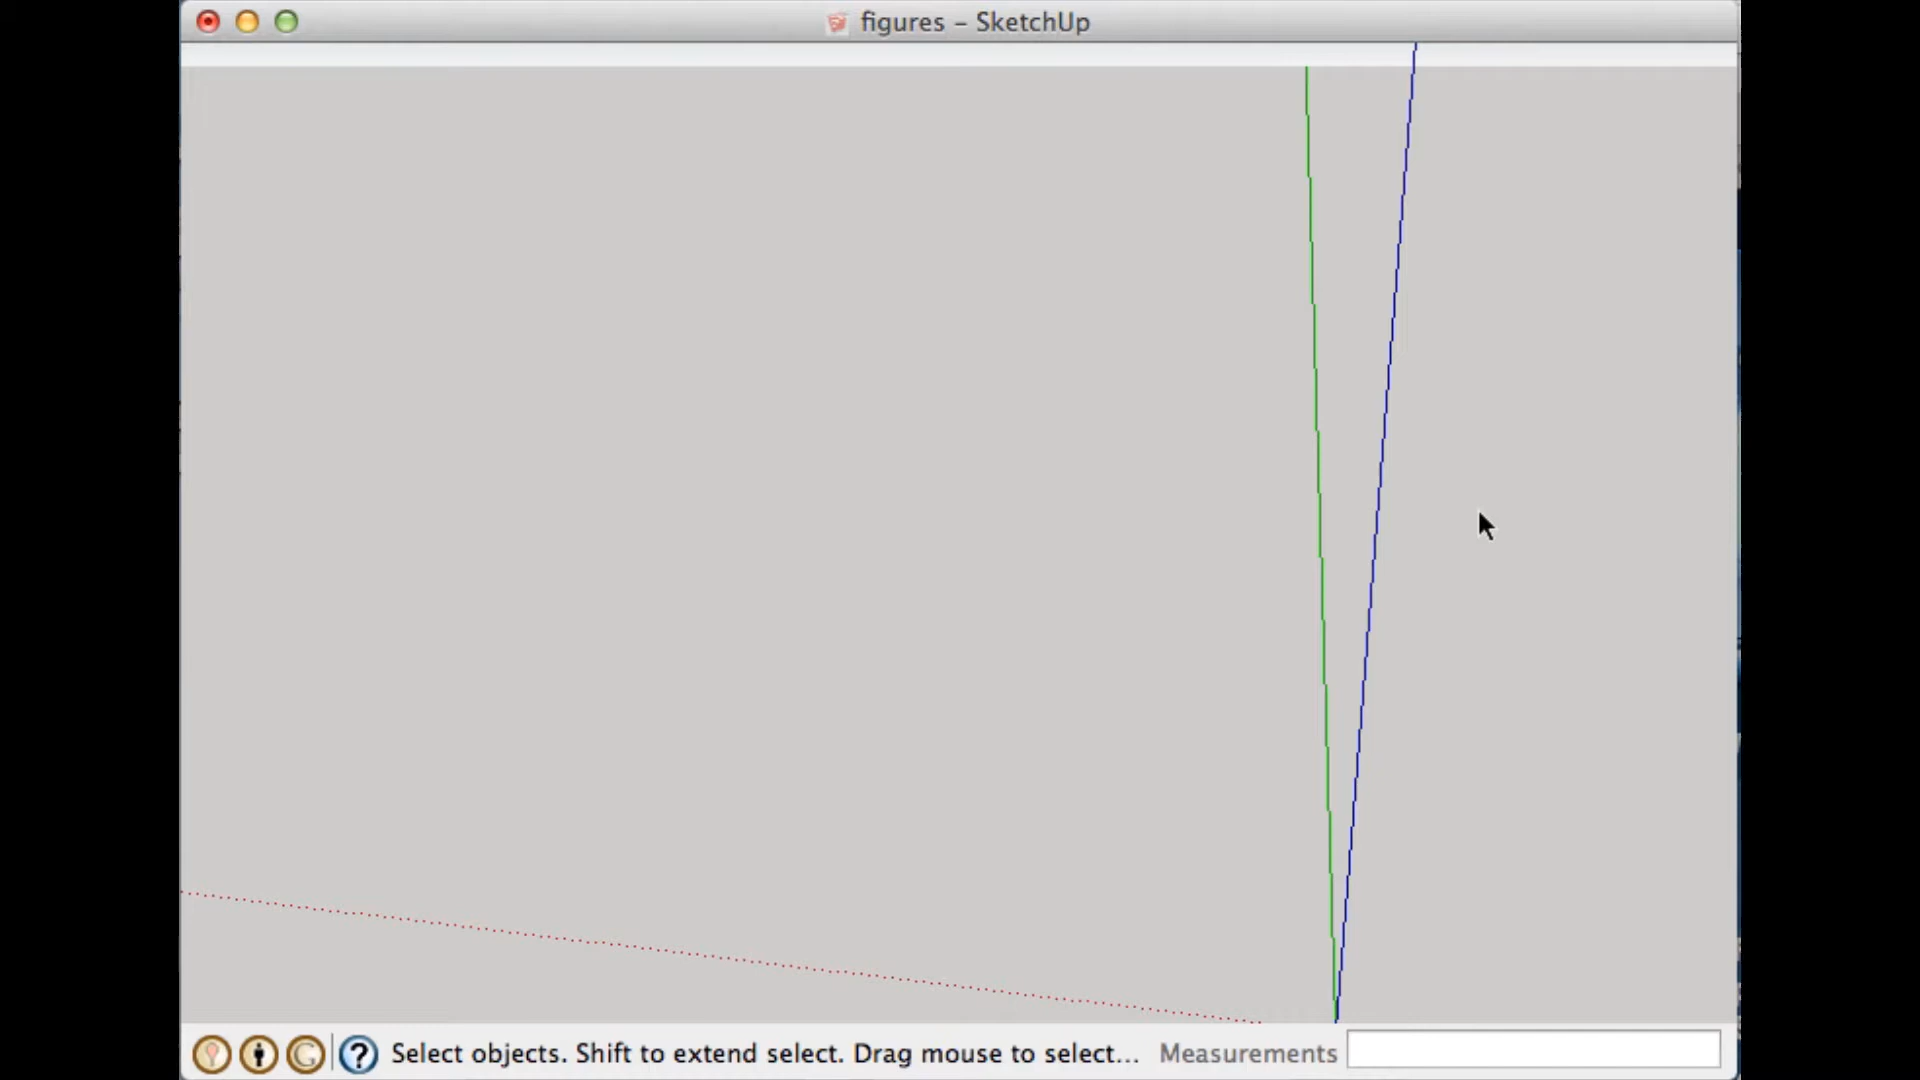 figures – SketchUp
Select objects. Shift to extend select. Drag mouse to select... Measurements